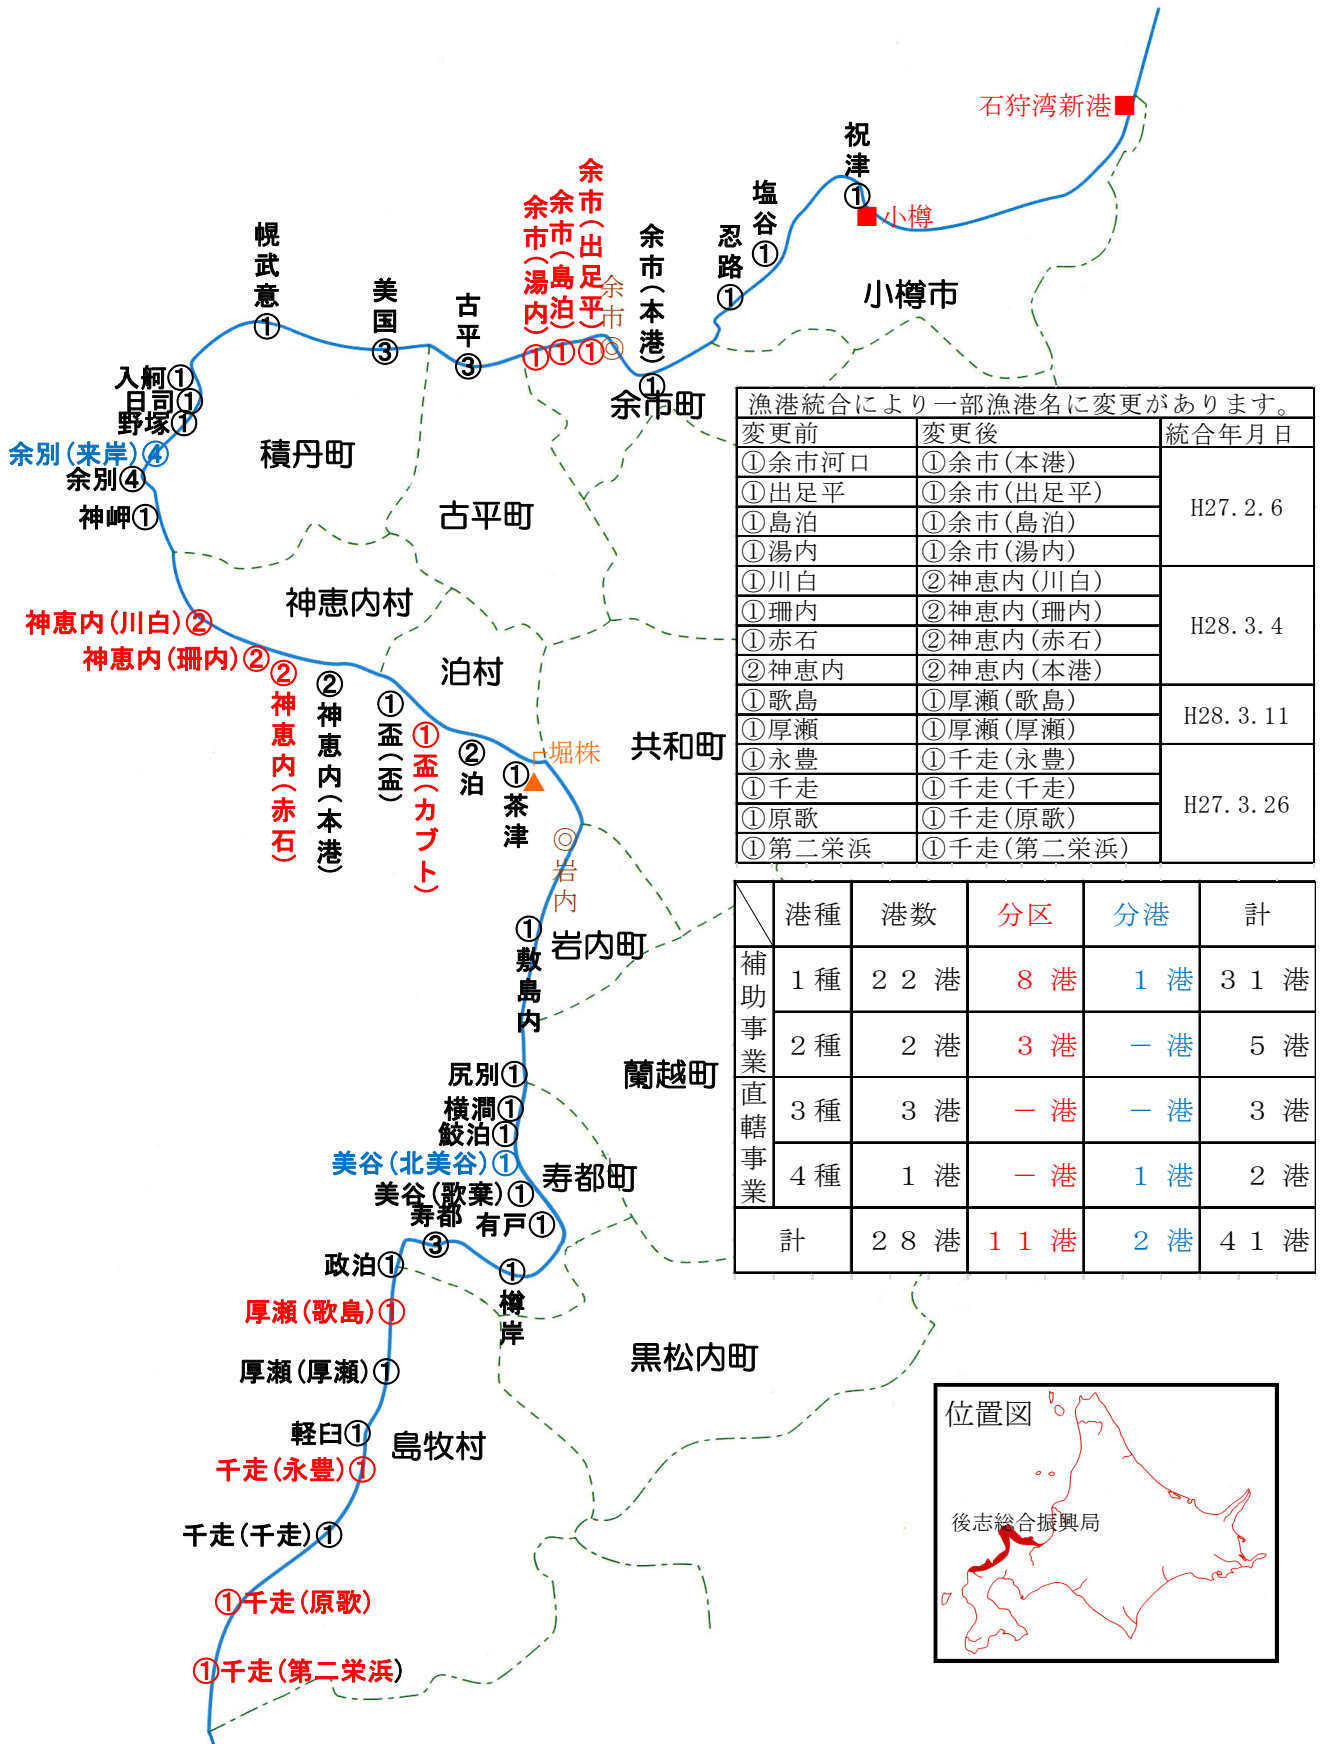 石狩湾新港
祝津①
小樽
塩谷①
忍路①
余市(本港)①
余市◎
余市(出足平)①
余市(島泊)①
余市(湯内)①
古平③
美国③
幌武意①
小樽市
余市町
入舸①
日司①
野塚①
余別(来岸)④
余別④
神岬①
積丹町
古平町
神恵内村
泊村
共和町
神恵内(川白)②
神恵内(珊内)②
②神恵内(赤石)
②神恵内(本港)
①盃(盃)
①盃(カブト)
②泊
①茶津
堀株
◎岩内
①敷島内
岩内町
漁港統合により一部漁港名に変更があります。
変更前 変更後 統合年月日
①余市河口 ①余市(本港) H27.2.6
①出足平 ①余市(出足平)
①島泊 ①余市(島泊)
①湯内 ①余市(湯内)
①川白 ②神恵内(川白) H28.3.4
①珊内 ②神恵内(珊内)
①赤石 ②神恵内(赤石)
②神恵内 ②神恵内(本港)
①歌島 ①厚瀬(歌島) H28.3.11
①厚瀬 ①厚瀬(厚瀬)
①永豊 ①千走(永豊) H27.3.26
①千走 ①千走(千走)
①原歌 ①千走(原歌)
①第二栄浜 ①千走(第二栄浜)
港種 港数 分区 分港 計
補助事業 1種 22 港 8 港 1 港 31 港
2種 2 港 3 港 - 港 5 港
直轄事業 3種 3 港 - 港 - 港 3 港
4種 1 港 - 港 1 港 2 港
計 28 港 11 港 2 港 41 港
尻別①
横澗①
鮫泊①
美谷(北美谷)①
美谷(歌棄)①
有戸①
寿都③
①樽岸
政泊①
蘭越町
寿都町
黒松内町
厚瀬(歌島)①
厚瀬(厚瀬)①
軽臼①
島牧村
千走(永豊)①
千走(千走)①
①千走(原歌)
①千走(第二栄浜)
位置図
後志総合振興局